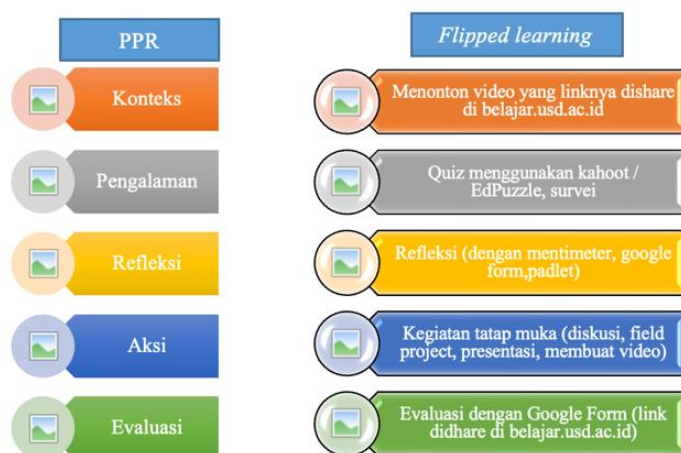 PPR
Flipped learning
Konteks
Menonton video yang linknya dishare
di belajar.usd.ac.id
Pengalaman
Quiz menggunakan kahoot /
EdPuzzle, survei
Refleksi
Refleksi (dengan mentimeter, google
form,padlet)
Aksi
Kegiatan tatap muka (diskusi, field
project, presentasi, membuat video)
Evaluasi
Evaluasi dengan Google Form (link
didhare di belajar.usd.ac.id)